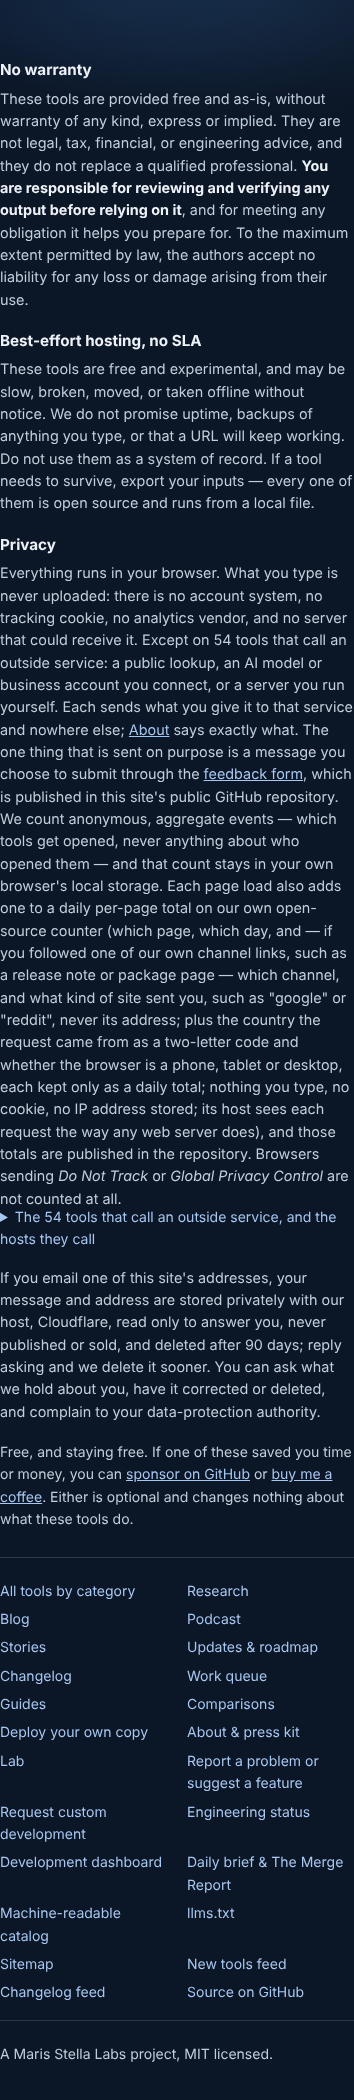 No warranty
These tools are provided free and as-is, without
warranty of any kind, express or implied. They are
not legal, tax, financial, or engineering advice, and
they do not replace a qualified professional. You
are responsible for reviewing and verifying any
output before relying on it, and for meeting any
obligation it helps you prepare for. To the maximum
extent permitted by law, the authors accept no
liability for any loss or damage arising from their
use.
Best-effort hosting, no SLA
These tools are free and experimental, and may be
slow, broken, moved, or taken offline without
notice. We do not promise uptime, backups of
anything you type, or that a URL will keep working.
Do not use them as a system of record. If a tool
needs to survive, export your inputs — every one of
them is open source and runs from a local file.
Privacy
Everything runs in your browser. What you type is
never uploaded: there is no account system, no
tracking cookie, no analytics vendor, and no server
that could receive it. Except on 54 tools that call an
outside service: a public lookup, an AI model or
business account you connect, or a server you run
yourself. Each sends what you give it to that service
and nowhere else; About says exactly what. The
one thing that is sent on purpose is a message you
choose to submit through the feedback form, which
is published in this site's public GitHub repository.
We count anonymous, aggregate events — which
tools get opened, never anything about who
opened them — and that count stays in your own
browser's local storage. Each page load also adds
one to a daily per-page total on our own open-
source counter (which page, which day, and — if
you followed one of our own channel links, such as
a release note or package page — which channel,
and what kind of site sent you, such as "google" or
"reddit", never its address; plus the country the
request came from as a two-letter code and
whether the browser is a phone, tablet or desktop,
each kept only as a daily total; nothing you type, no
cookie, no IP address stored; its host sees each
request the way any web server does), and those
totals are published in the repository. Browsers
sending Do Not Track or Global Privacy Control are
not counted at all.
▶ The 54 tools that call an outside service, and the
hosts they call
If you email one of this site's addresses, your
message and address are stored privately with our
host, Cloudflare, read only to answer you, never
published or sold, and deleted after 90 days; reply
asking and we delete it sooner. You can ask what
we hold about you, have it corrected or deleted,
and complain to your data-protection authority.
Free, and staying free. If one of these saved you time
or money, you can sponsor on GitHub or buy me a
coffee. Either is optional and changes nothing about
what these tools do.
All tools by category
Research
Blog
Podcast
Stories
Updates & roadmap
Changelog
Work queue
Guides
Comparisons
Deploy your own copy
About & press kit
Lab
Report a problem or
suggest a feature
Request custom
development
Engineering status
Development dashboard
Daily brief & The Merge
Report
Machine-readable
catalog
llms.txt
Sitemap
New tools feed
Changelog feed
Source on GitHub
A Maris Stella Labs project, MIT licensed.